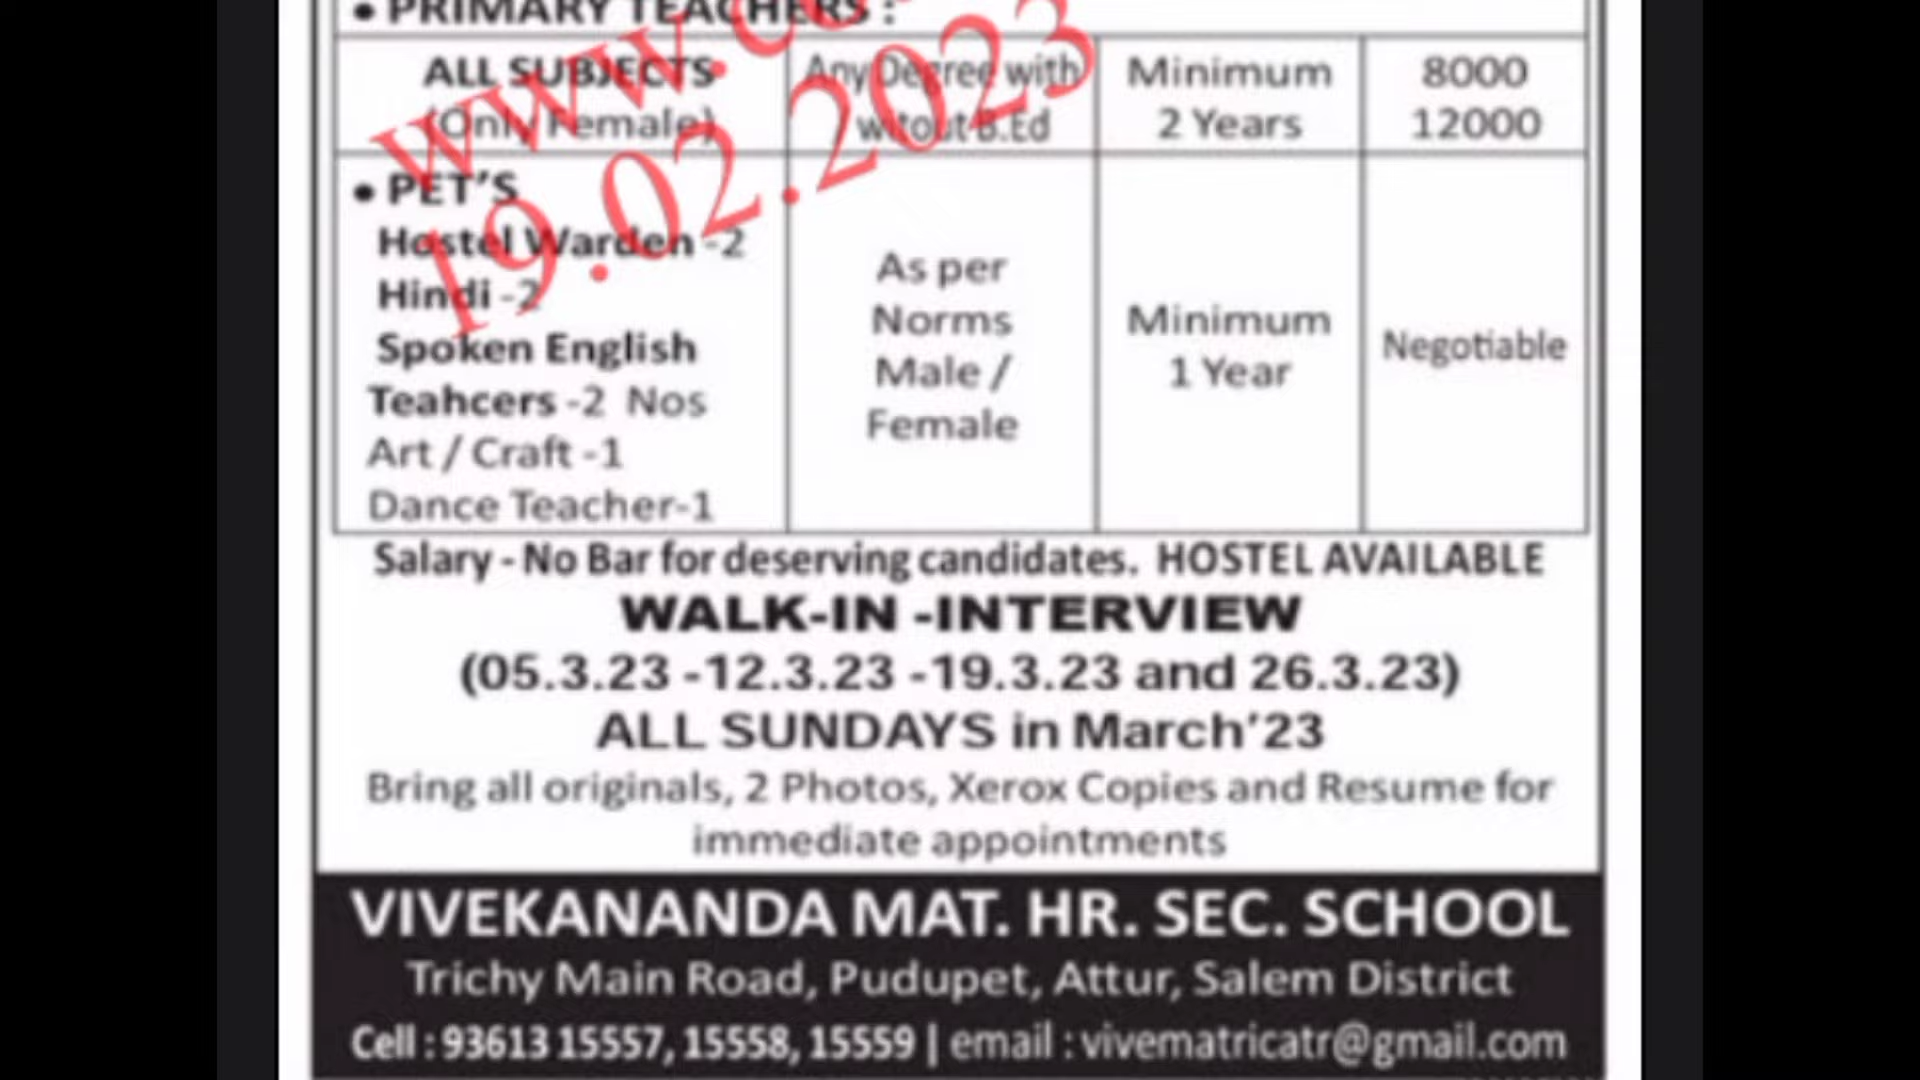 • PRIMARY TEACHERS :
ALL SUBJECTS
(Only Female)
Any Degree with
witout B.Ed
Minimum
2 Years
8000
12000
• PET'S
Hostel Warden -2
Hindi -2
Spoken English
Teahcers -2 Nos
Art / Craft -1
Dance Teacher-1
As per
Norms
Male /
Female
Minimum
1 Year
Negotiable
www.co
19.02.2023
Salary - No Bar for deserving candidates. HOSTEL AVAILABLE
WALK-IN -INTERVIEW
(05.3.23 -12.3.23 -19.3.23 and 26.3.23)
ALL SUNDAYS in March'23
Bring all originals, 2 Photos, Xerox Copies and Resume for
immediate appointments
VIVEKANANDA MAT. HR. SEC. SCHOOL
Trichy Main Road, Pudupet, Attur, Salem District
Cell : 93613 15557, 15558, 15559 | email : vivematricatr@gmail.com